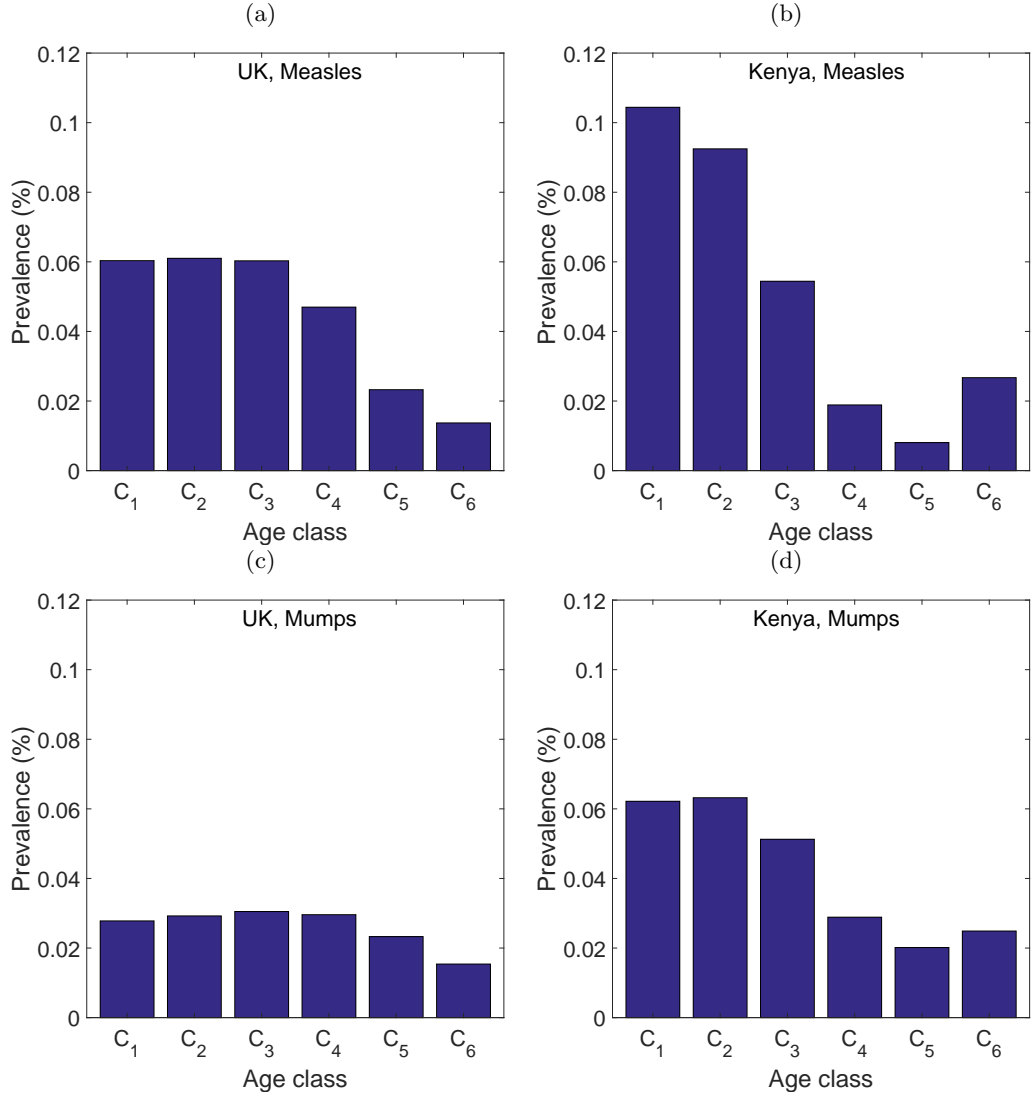 (a)
UK, Measles
0.12
0.1
0.08
0.06
0.04
0.02
0
Prevalence (%)
C1 C2 C3 C4 C5 C6
Age class
(b)
Kenya, Measles
0.12
0.1
0.08
0.06
0.04
0.02
0
Prevalence (%)
C1 C2 C3 C4 C5 C6
Age class
(c)
UK, Mumps
0.12
0.1
0.08
0.06
0.04
0.02
0
Prevalence (%)
C1 C2 C3 C4 C5 C6
Age class
(d)
Kenya, Mumps
0.12
0.1
0.08
0.06
0.04
0.02
0
Prevalence (%)
C1 C2 C3 C4 C5 C6
Age class